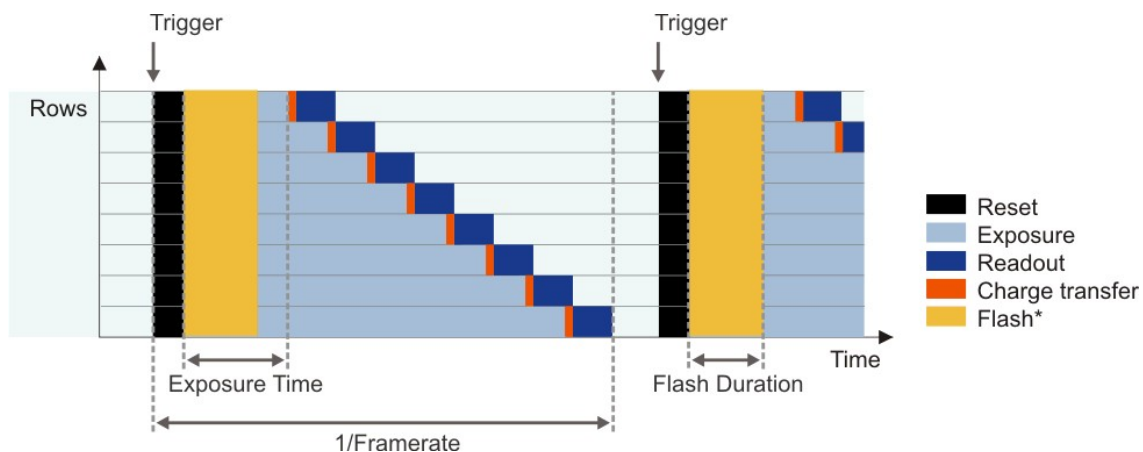 Trigger
Trigger
Rows
Reset
Exposure
Readout
Charge transfer
Flash*
Time
Exposure Time
Flash Duration
1/Framerate